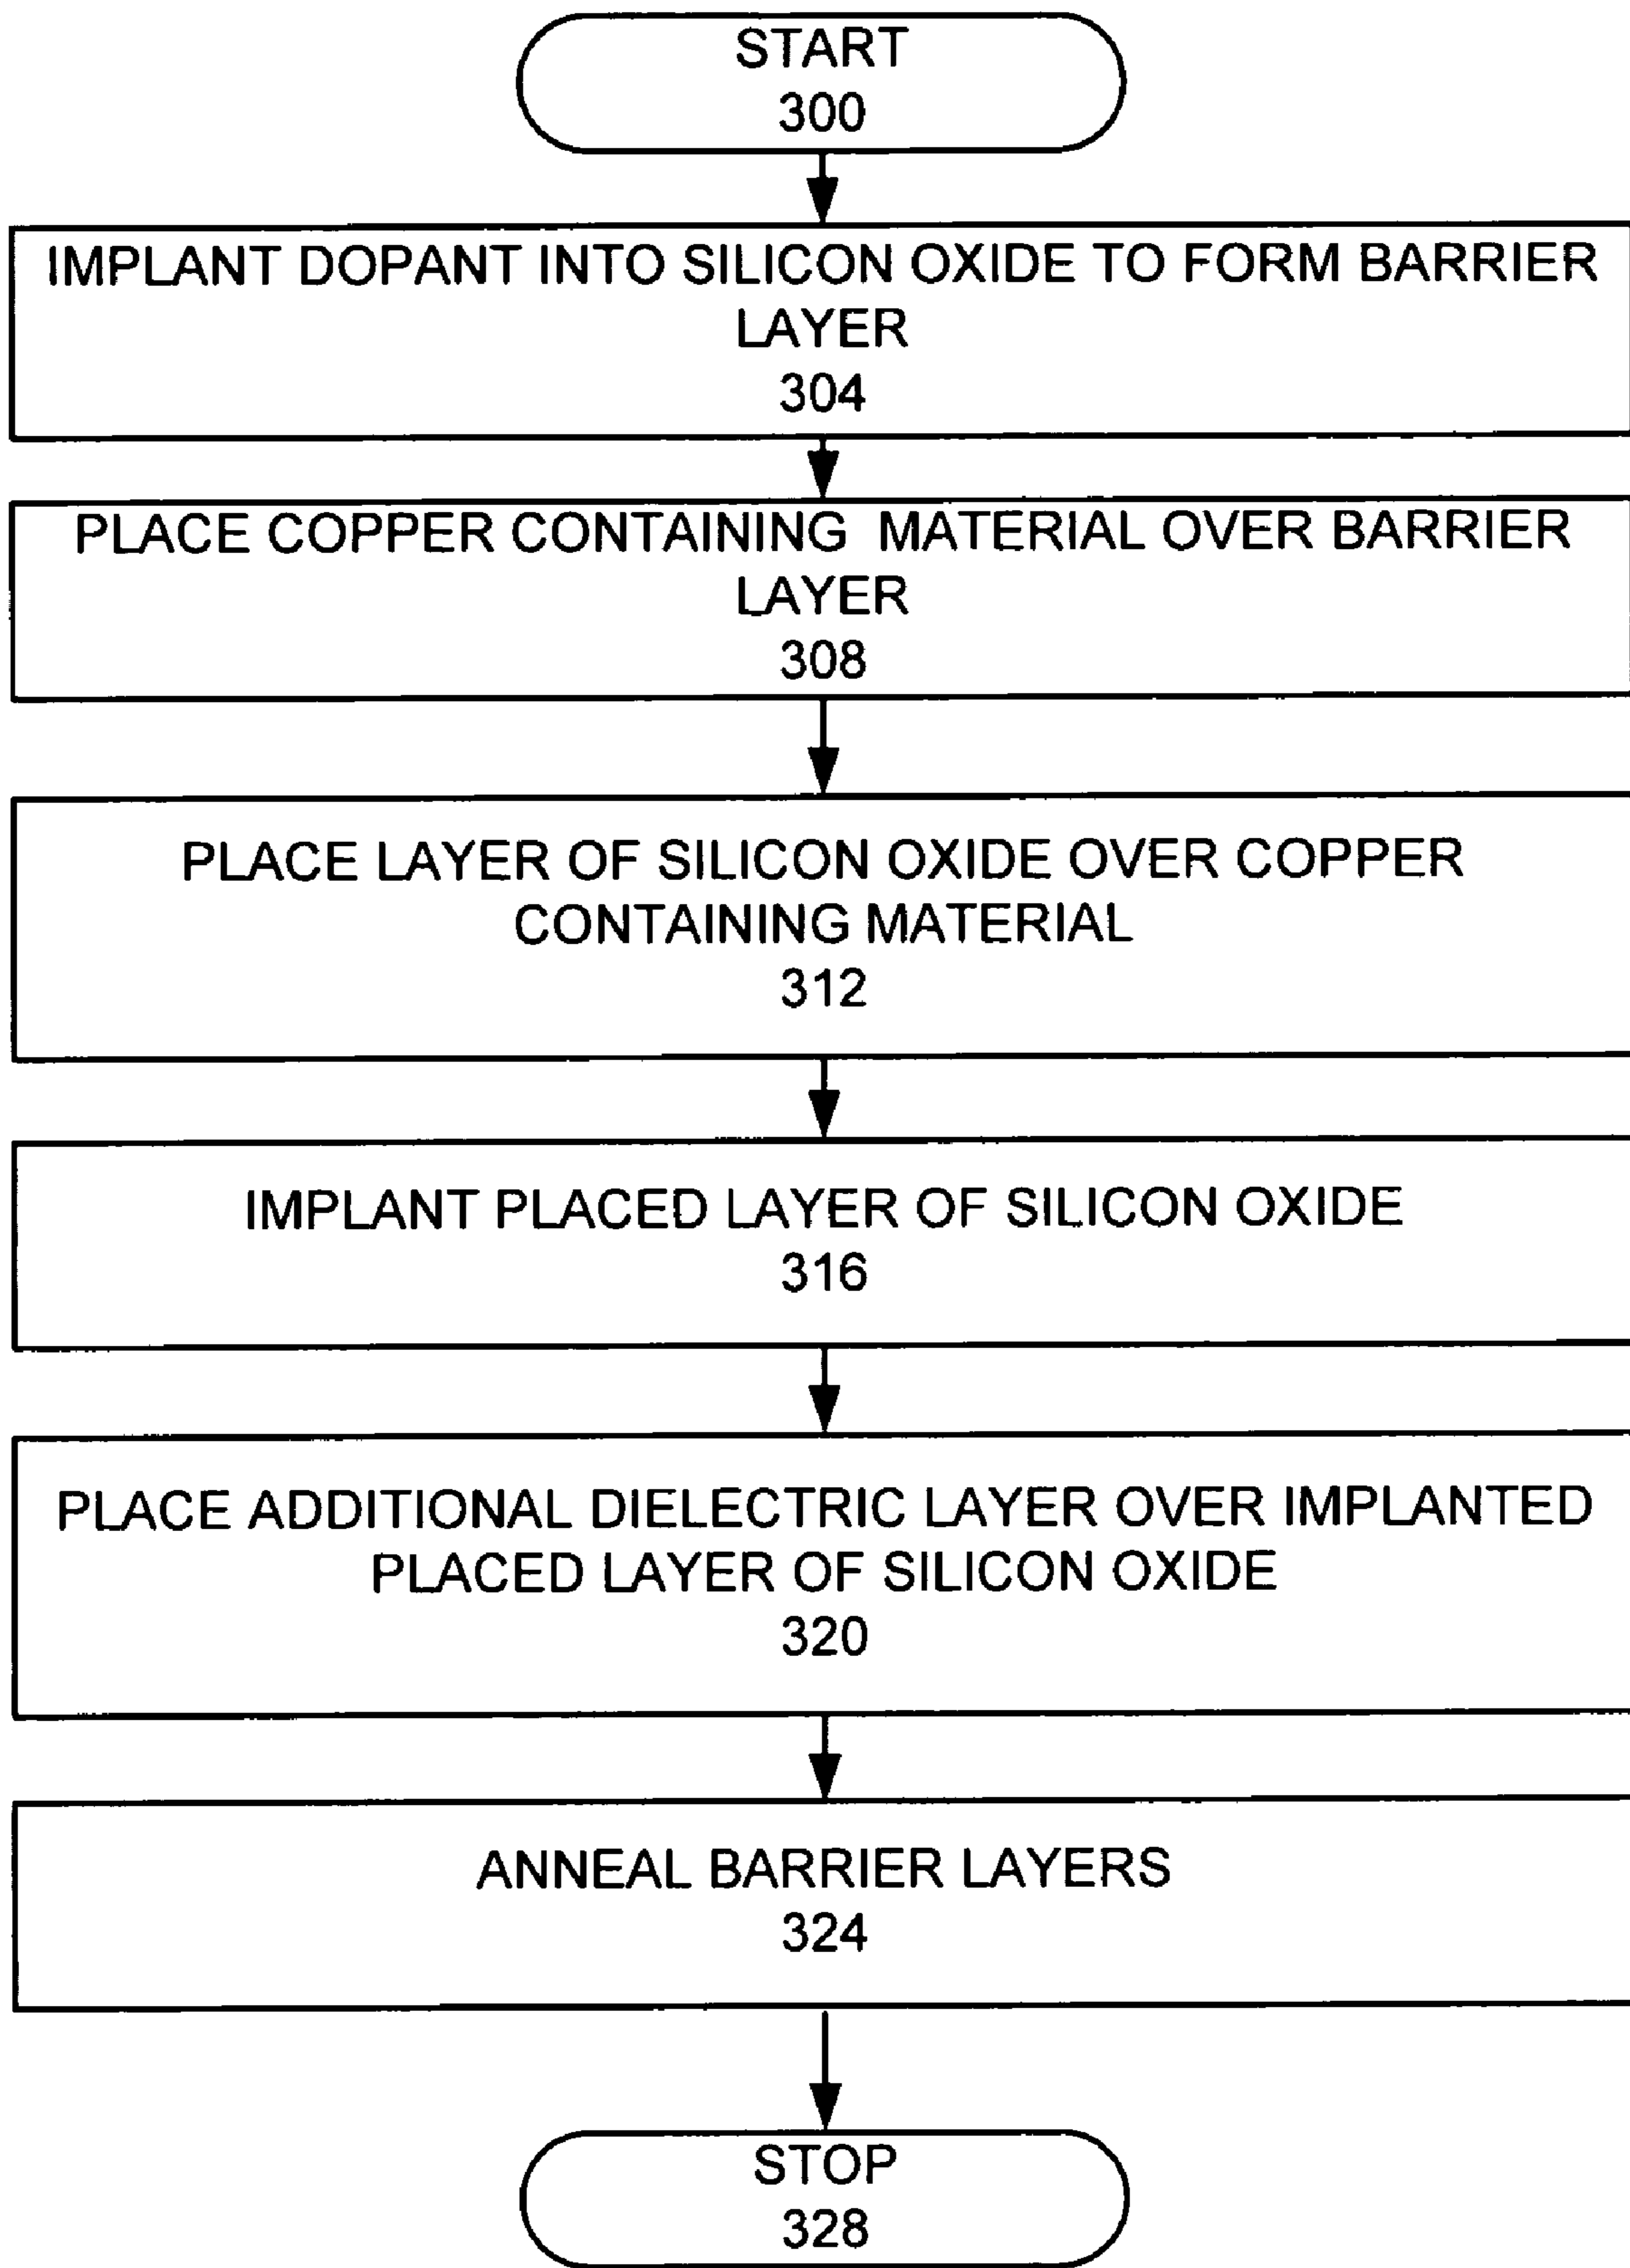 START
300
IMPLANT DOPANT INTO SILICON OXIDE TO FORM BARRIER
LAYER
304
PLACE COPPER CONTAINING MATERIAL OVER BARRIER
LAYER
308
PLACE LAYER OF SILICON OXIDE OVER COPPER
CONTAINING MATERIAL
312
IMPLANT PLACED LAYER OF SILICON OXIDE
316
PLACE ADDITIONAL DIELECTRIC LAYER OVER IMPLANTED
PLACED LAYER OF SILICON OXIDE
320
ANNEAL BARRIER LAYERS
324
STOP
328